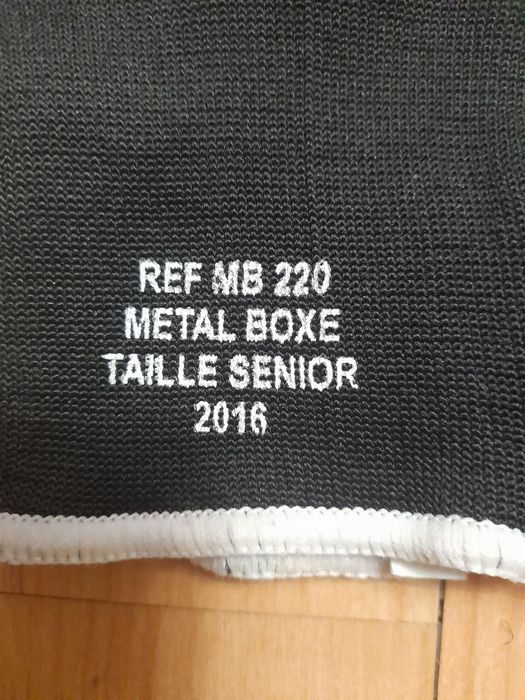 REF MB 220
METAL BOXE
TAILLE SENIOR
2016